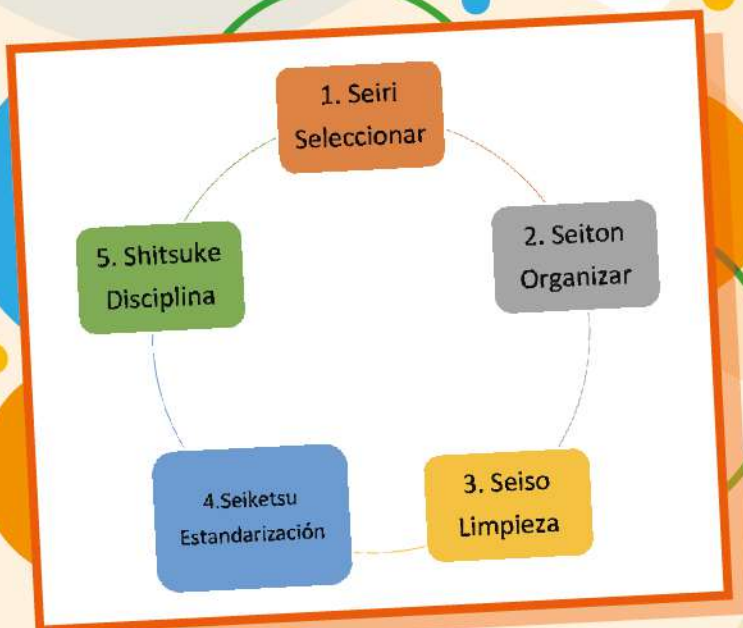 1. Seiri
Seleccionar
2. Seiton
Organizar
3. Seiso
Limpieza
4.Seiketsu
Estandarización
5. Shitsuke
Disciplina